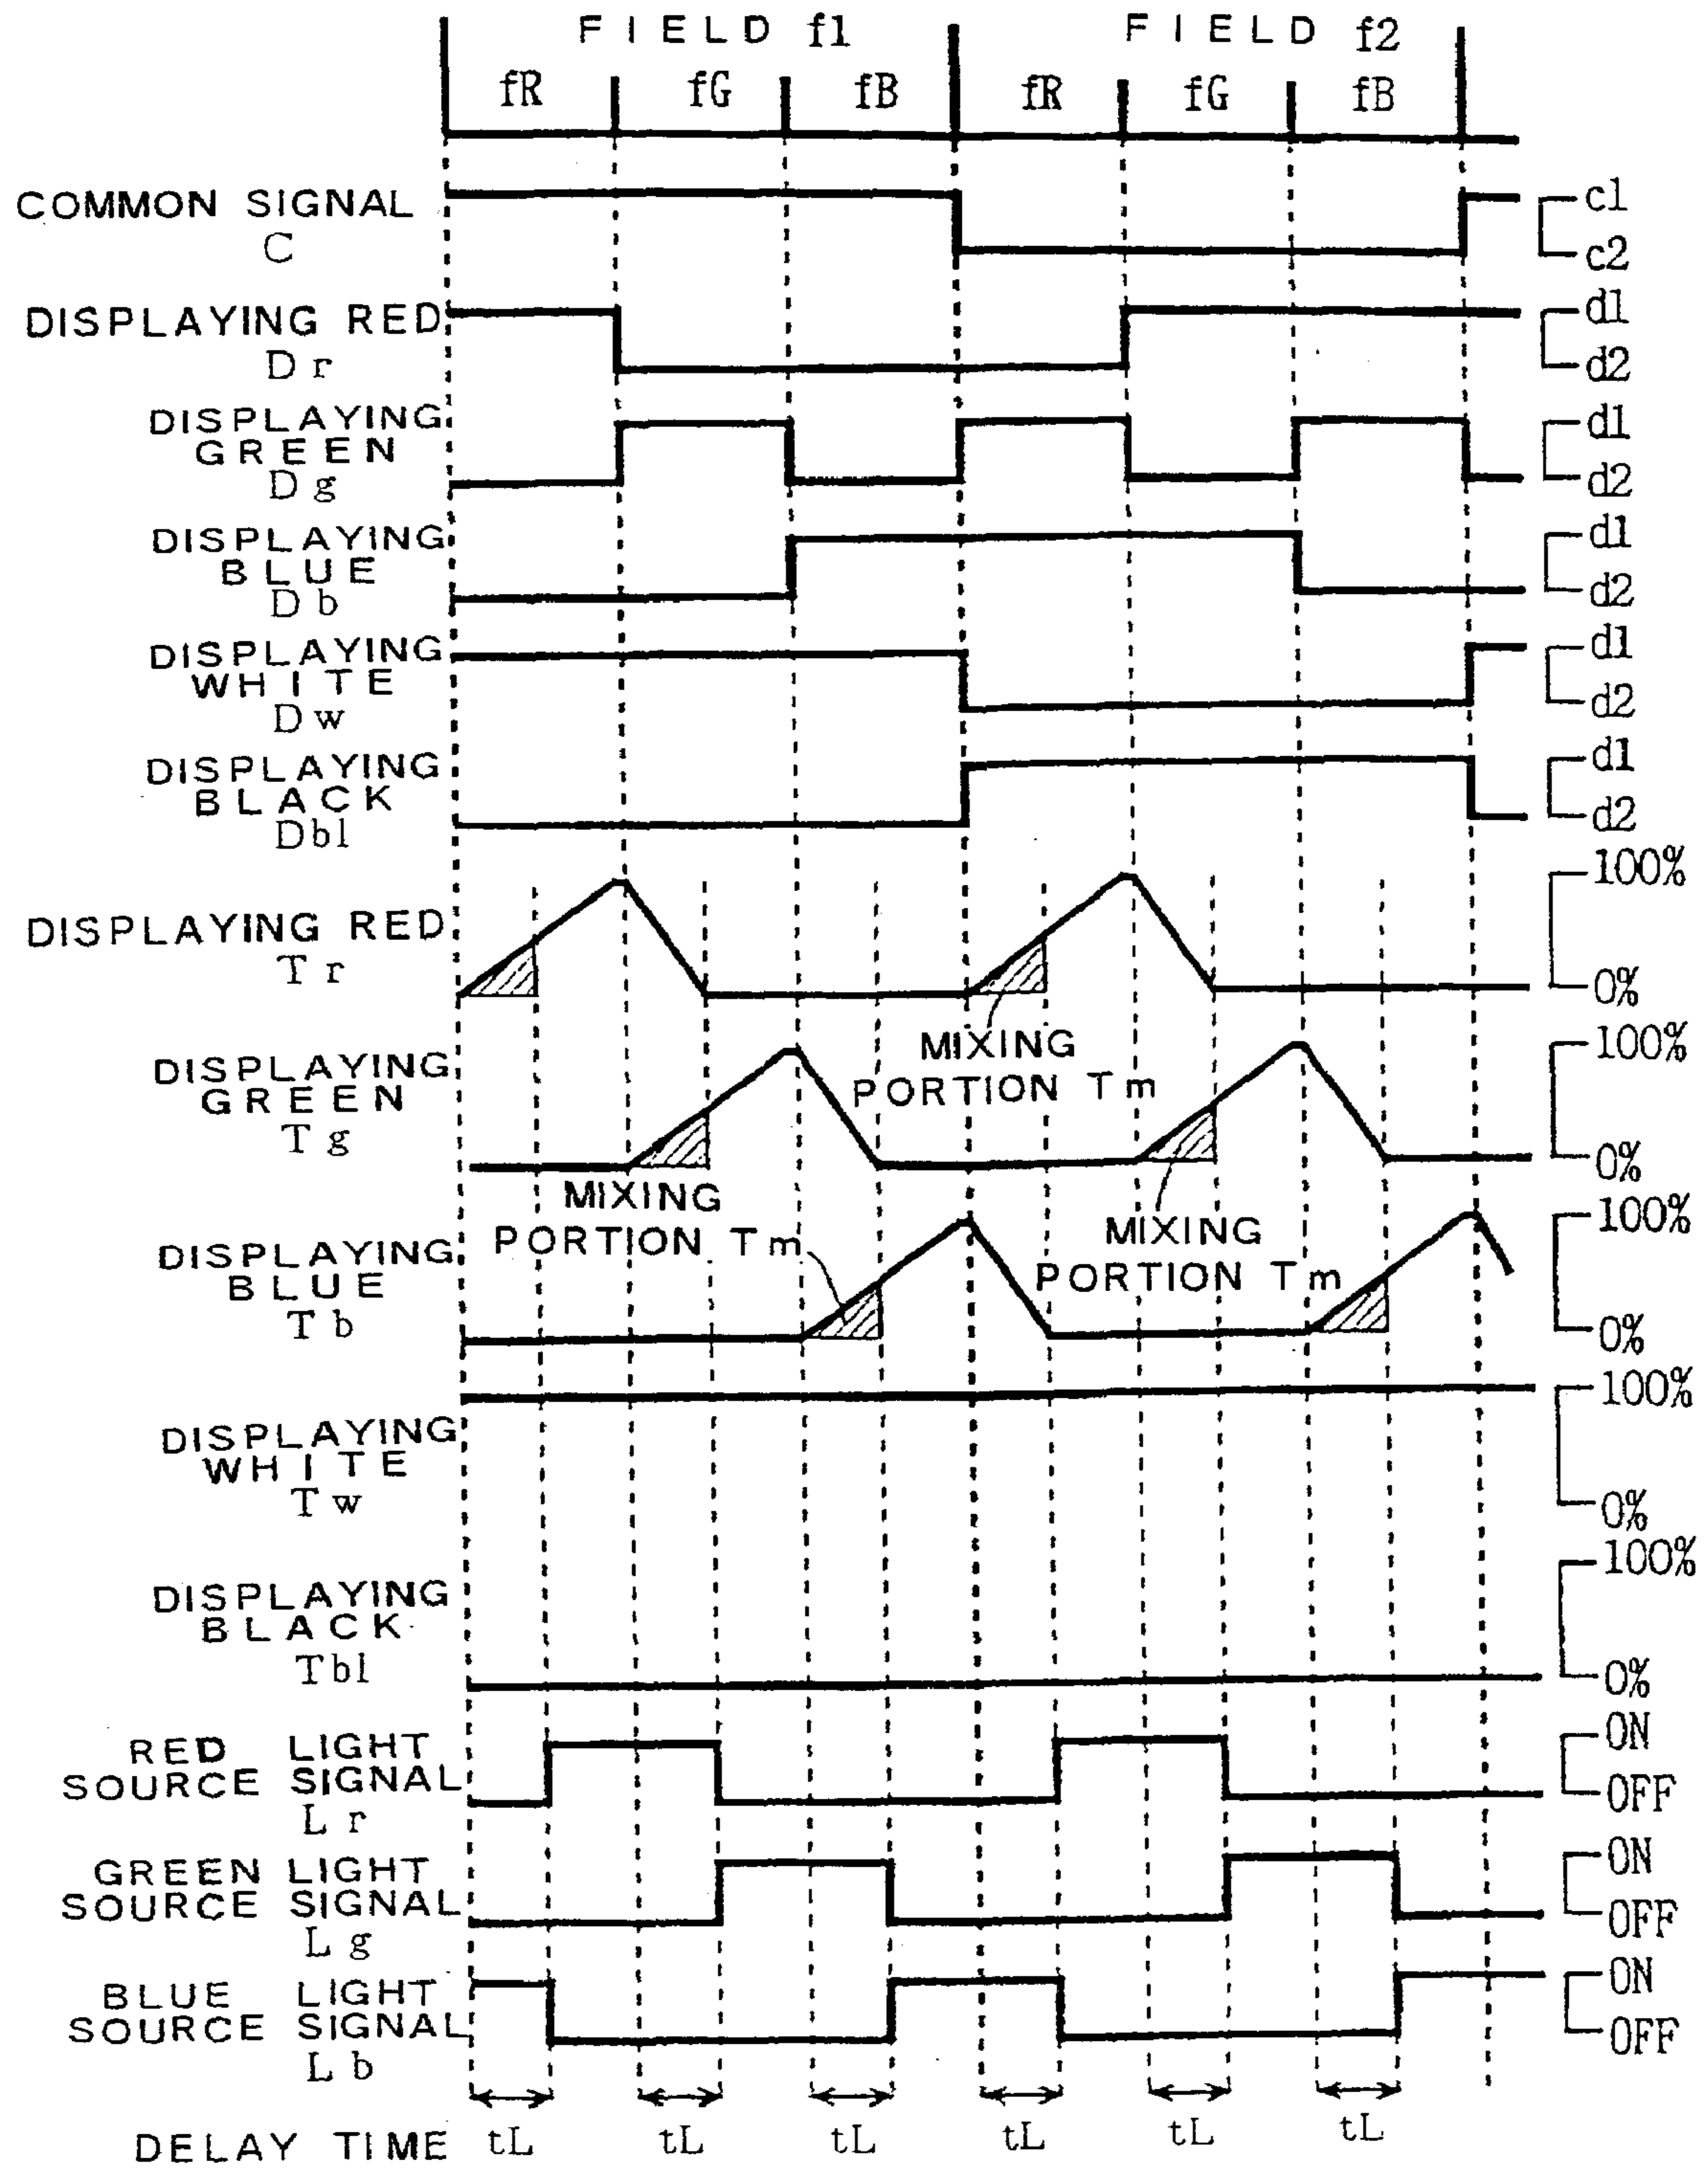 FIELD f1
FIELD f2
fR fG fB fR fG fB
COMMON SIGNAL
C
c1
c2
DISPLAYING RED
Dr
d1
d2
DISPLAYING
GREEN
Dg
d1
d2
DISPLAYING
BLUE
Db
d1
d2
DISPLAYING
WHITE
Dw
d1
d2
DISPLAYING
BLACK
Dbl
d1
d2
DISPLAYING RED
Tr
100%
0%
MIXING
PORTION Tm
DISPLAYING
GREEN
Tg
100%
0%
MIXING
PORTION Tm
MIXING
PORTION Tm
DISPLAYING
BLUE
Tb
100%
0%
DISPLAYING
WHITE
Tw
100%
0%
DISPLAYING
BLACK
Tbl
100%
0%
RED LIGHT
SOURCE SIGNAL
Lr
ON
OFF
GREEN LIGHT
SOURCE SIGNAL
Lg
ON
OFF
BLUE LIGHT
SOURCE SIGNAL
Lb
ON
OFF
DELAY TIME tL tL tL tL tL tL